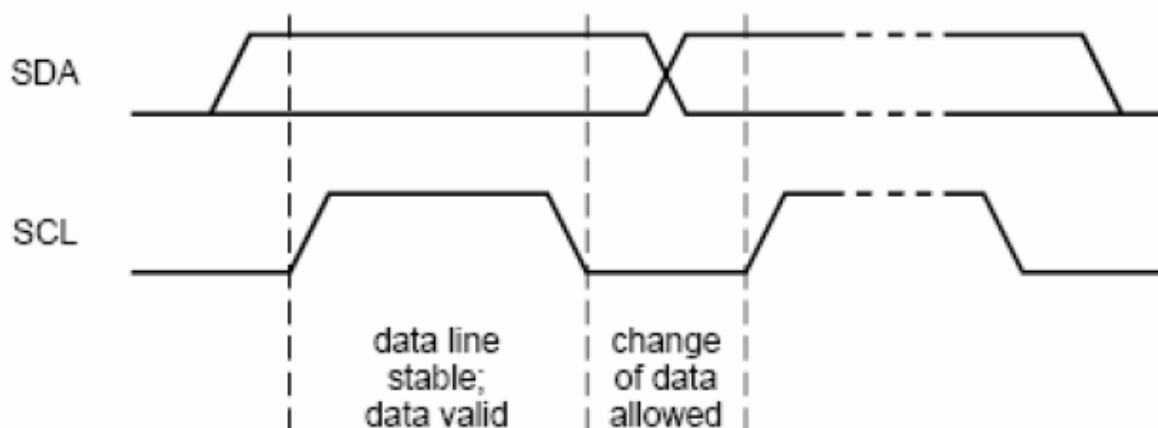 SDA
SCL
data line
stable;
data valid
change
of data
allowed